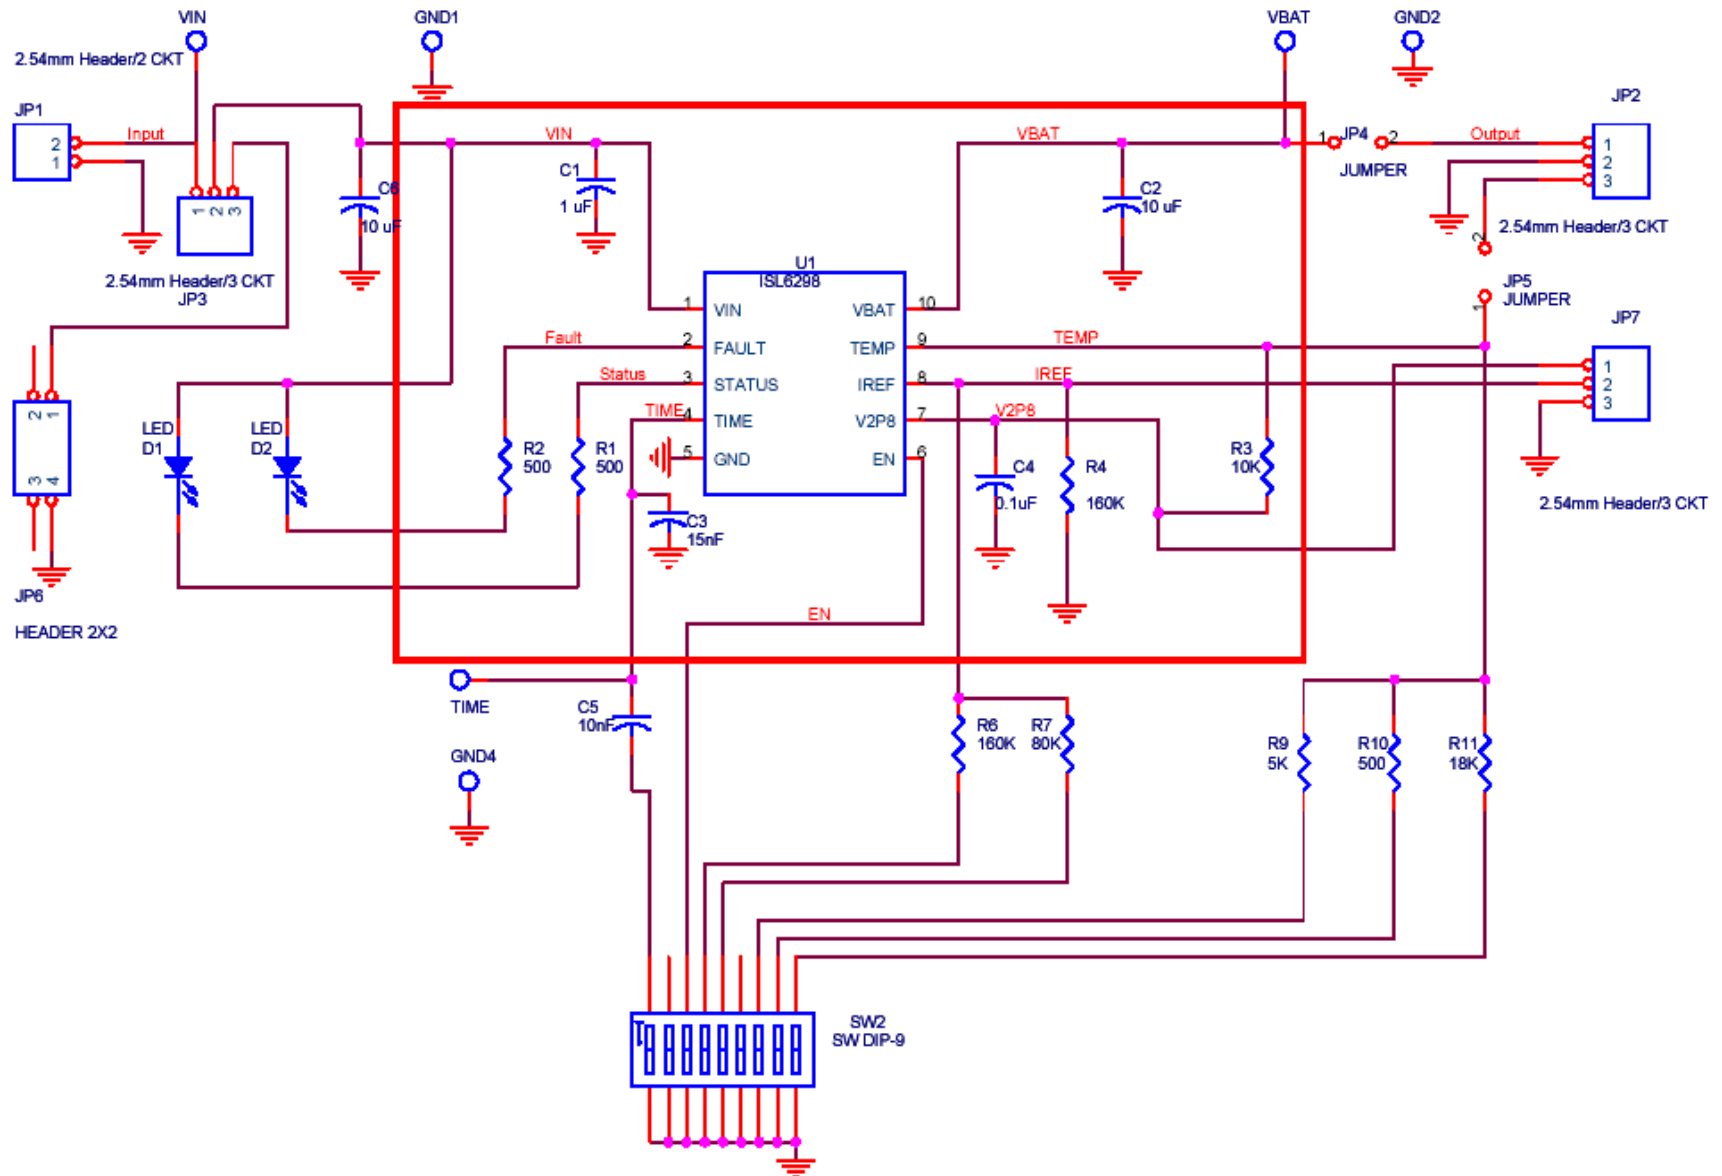 VIN
GND1
VBAT
GND2
2.54mm Header/2 CKT
JP1
Input
2
1
VIN
VBAT
1
JP4
2
Output
JUMPER
JP2
1
2
3
C1
1 uF
C6
10 uF
C2
10 uF
1
2
3
2.54mm Header/3 CKT
JP3
2.54mm Header/3 CKT
2
JP5
JUMPER
1
U1
ISL6298
1
VIN
VBAT
10
Fault
2
FAULT
TEMP
9
TEMP
Status
3
STATUS
IREF
8
IREF
TIME
4
TIME
V2P8
7
V2P8
5
GND
EN
6
JP7
1
2
3
2.54mm Header/3 CKT
2
1
3
4
JP6
HEADER 2X2
LED
D1
LED
D2
R2
500
R1
500
C3
15nF
C4
0.1uF
R4
160K
R3
10K
EN
TIME
C5
10nF
GND4
R6
160K
R7
80K
R9
5K
R10
500
R11
18K
SW2
SW DIP-9